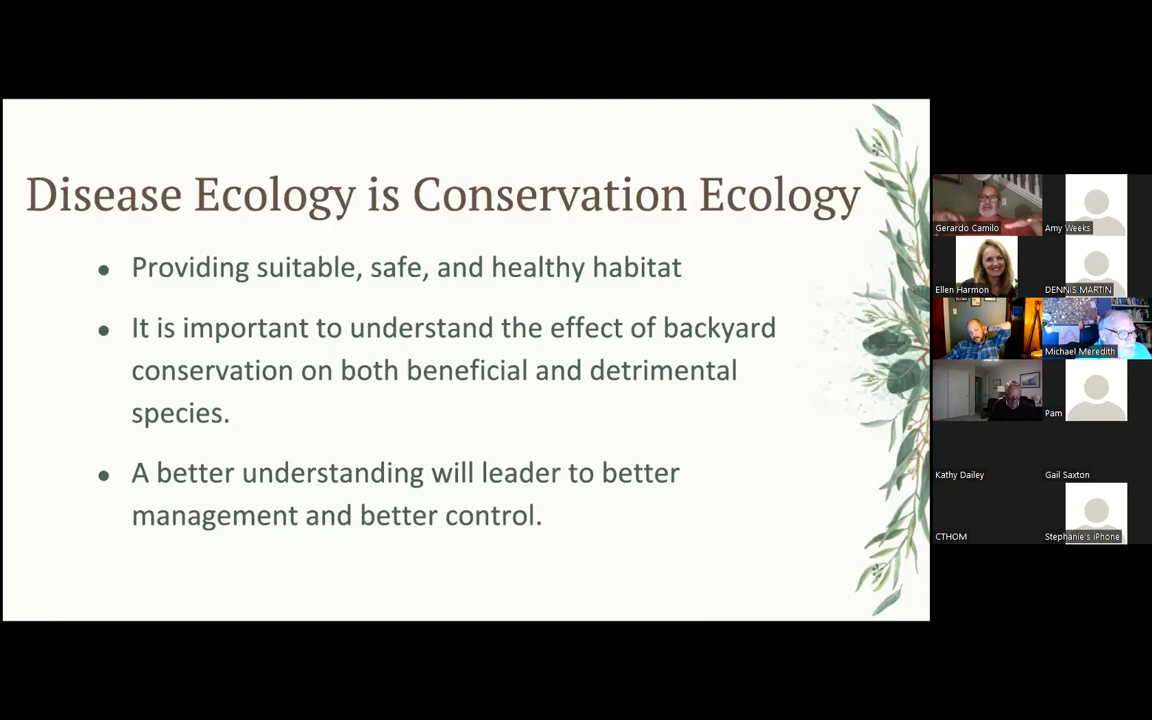 Disease Ecology is Conservation Ecology
• Providing suitable, safe, and healthy habitat
• It is important to understand the effect of backyard
conservation on both beneficial and detrimental
species.
• A better understanding will leader to better
management and better control.
Gerardo Camilo
Amy Weeks
Ellen Harmon
DENNIS MARTIN
Michael Meredith
Pam
Kathy Dailey
Gail Saxton
CTHOM
Stephanie's iPhone